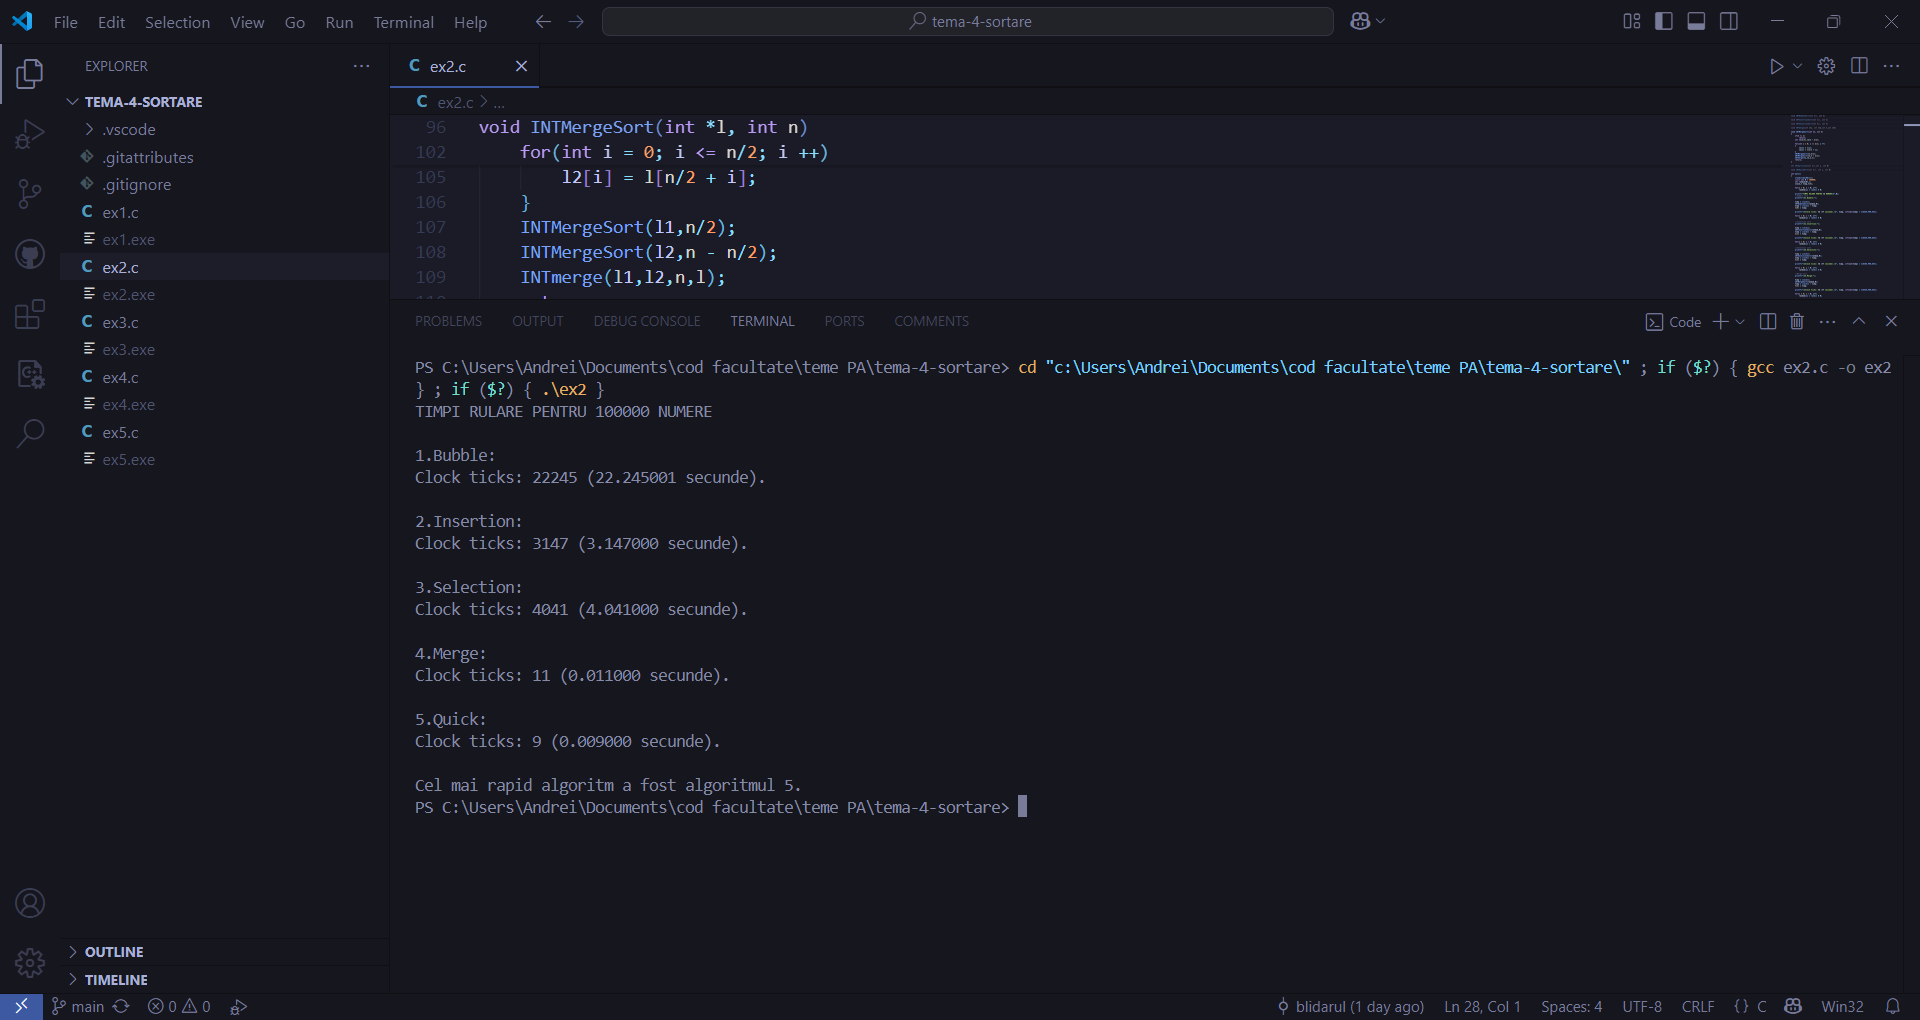 File Edit Selection View Go Run Terminal Help
tema-4-sortare
EXPLORER
TEMA-4-SORTARE
.vscode
.gitattributes
.gitignore
C ex1.c
ex1.exe
C ex2.c
ex2.exe
C ex3.c
ex3.exe
C ex4.c
ex4.exe
C ex5.c
ex5.exe
OUTLINE
TIMELINE
C ex2.c
C ex2.c > ...
96 void INTMergeSort(int *l, int n)
102 for(int i = 0; i <= n/2; i ++)
105 l2[i] = l[n/2 + i];
106 }
107 INTMergeSort(l1,n/2);
108 INTMergeSort(l2,n - n/2);
109 INTmerge(l1,l2,n,l);
PROBLEMS OUTPUT DEBUG CONSOLE TERMINAL PORTS COMMENTS
Code
PS C:\Users\Andrei\Documents\cod facultate\teme PA\tema-4-sortare> cd "c:\Users\Andrei\Documents\cod facultate\teme PA\tema-4-sortare\" ; if ($?) { gcc ex2.c -o ex2
} ; if ($?) { .\ex2 }
TIMPI RULARE PENTRU 100000 NUMERE
1.Bubble:
Clock ticks: 22245 (22.245001 secunde).
2.Insertion:
Clock ticks: 3147 (3.147000 secunde).
3.Selection:
Clock ticks: 4041 (4.041000 secunde).
4.Merge:
Clock ticks: 11 (0.011000 secunde).
5.Quick:
Clock ticks: 9 (0.009000 secunde).
Cel mai rapid algoritm a fost algoritmul 5.
PS C:\Users\Andrei\Documents\cod facultate\teme PA\tema-4-sortare>
main 0 0 blidarul (1 day ago) Ln 28, Col 1 Spaces: 4 UTF-8 CRLF {} C Win32